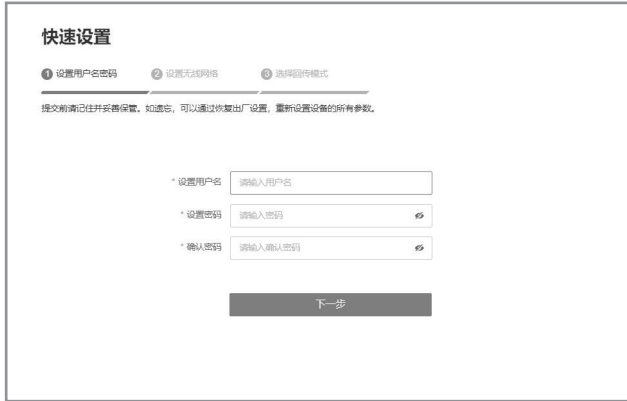 快速设置
1 设置用户名密码 2 设置无线网络 3 选择回传模式
提交前请记住并妥善保管。如遗忘，可以通过恢复出厂设置，重新设置设备的所有参数。
* 设置用户名 请输入用户名
* 设置密码 请输入密码
* 确认密码 请输入确认密码
下一步